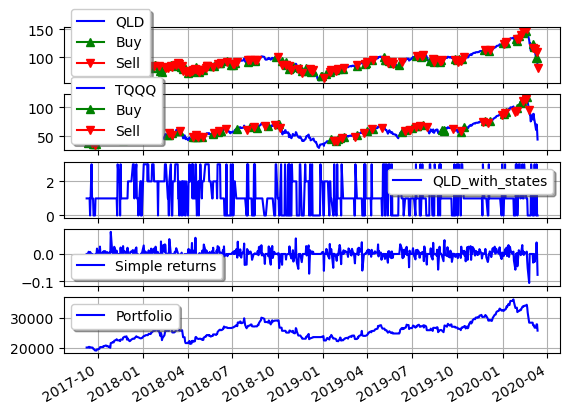 150
QLD
Buy
100
Sell
TQQQ
100
Buy
50
Sell
2
QLD_with_states
0
0.0
Simple returns
−0.1
30000
Portfolio
20000
2017-10
2018-01
2018-04
2018-07
2018-10
2019-01
2019-04
2019-07
2019-10
2020-01
2020-04